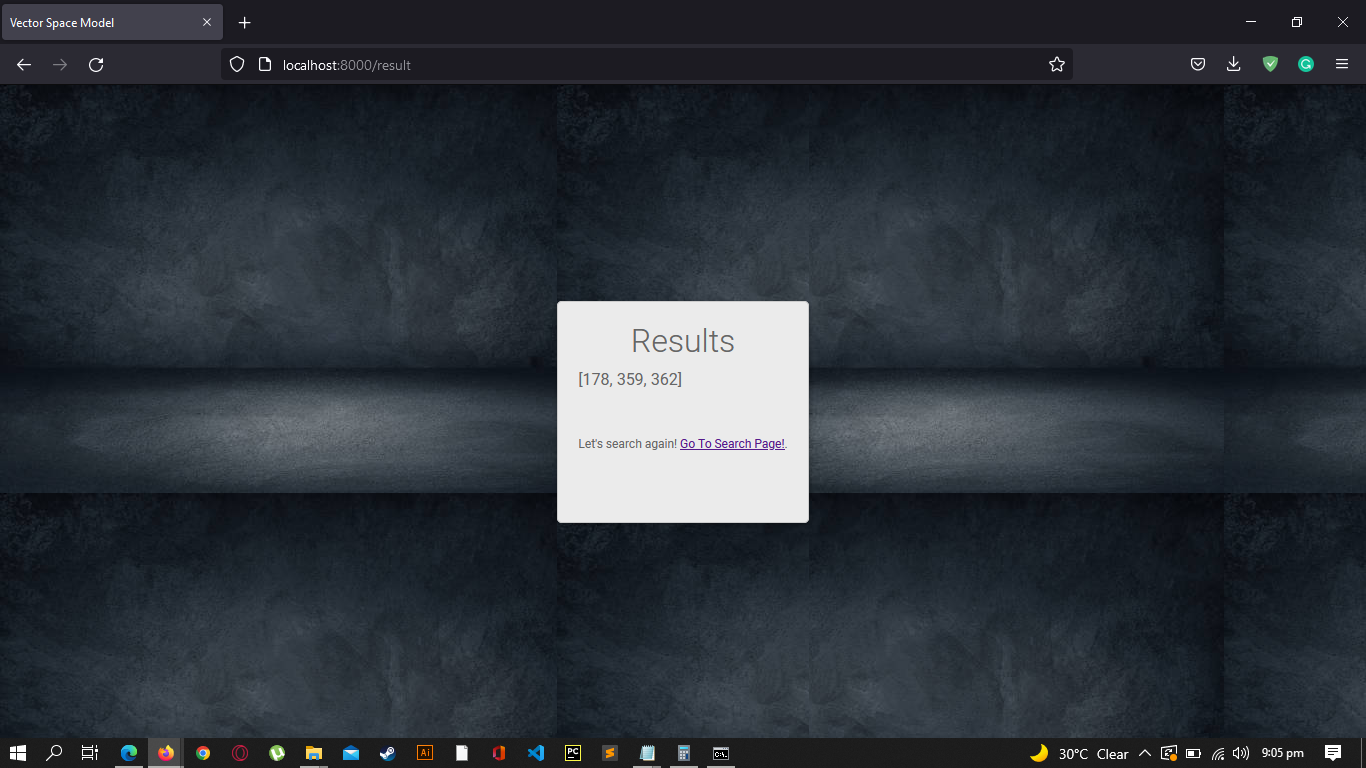 Vector Space Model
localhost:8000/result
Results
[178, 359, 362]
Let's search again! Go To Search Page!.
Ai
PC
C:\_
30°C Clear
9:05 pm